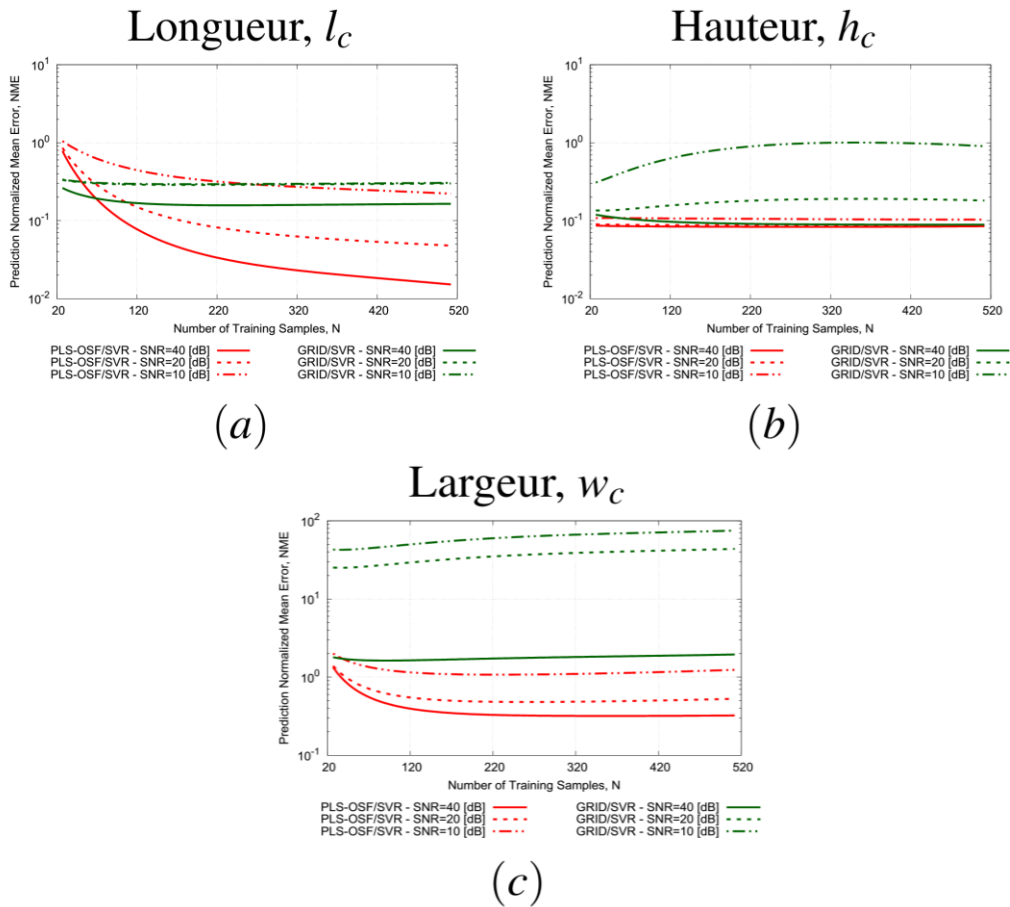 Longueur, l_c
Hauteur, h_c
Prediction Normalized Mean Error, NME
10^1
10^0
10^-1
10^-2
20 120 220 320 420 520
Number of Training Samples, N
PLS-OSF/SVR - SNR=40 [dB] GRID/SVR - SNR=40 [dB]
PLS-OSF/SVR - SNR=20 [dB] GRID/SVR - SNR=20 [dB]
PLS-OSF/SVR - SNR=10 [dB] GRID/SVR - SNR=10 [dB]
(a)
Prediction Normalized Mean Error, NME
10^1
10^0
10^-1
10^-2
20 120 220 320 420 520
Number of Training Samples, N
PLS-OSF/SVR - SNR=40 [dB] GRID/SVR - SNR=40 [dB]
PLS-OSF/SVR - SNR=20 [dB] GRID/SVR - SNR=20 [dB]
PLS-OSF/SVR - SNR=10 [dB] GRID/SVR - SNR=10 [dB]
(b)
Largeur, w_c
Prediction Normalized Mean Error, NME
10^2
10^1
10^0
10^-1
20 120 220 320 420 520
Number of Training Samples, N
PLS-OSF/SVR - SNR=40 [dB] GRID/SVR - SNR=40 [dB]
PLS-OSF/SVR - SNR=20 [dB] GRID/SVR - SNR=20 [dB]
PLS-OSF/SVR - SNR=10 [dB] GRID/SVR - SNR=10 [dB]
(c)